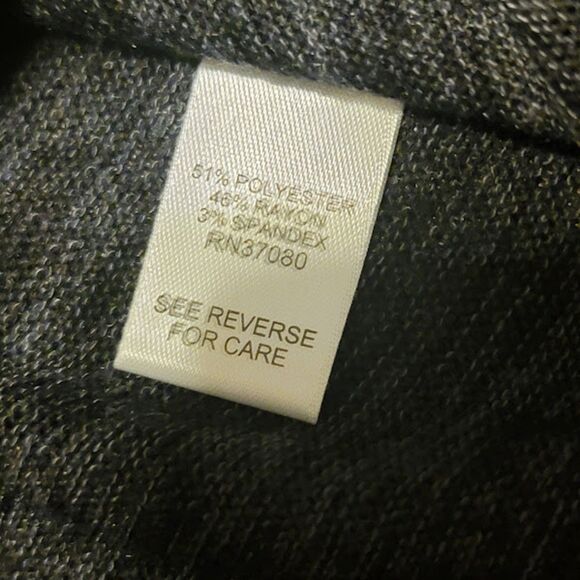 51% POLYESTER
46% RAYON
3% SPANDEX
RN37080
SEE REVERSE
FOR CARE